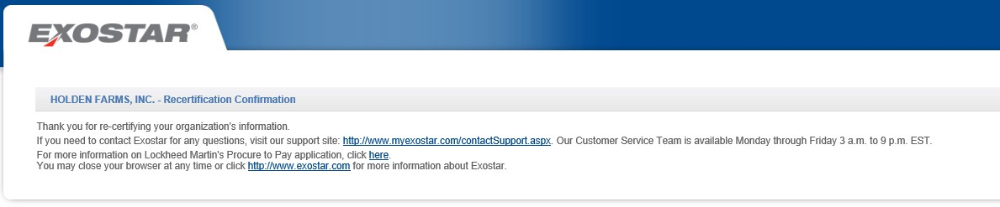 EXOSTAR®
HOLDEN FARMS, INC. - Recertification Confirmation
Thank you for re-certifying your organization's information.
If you need to contact Exostar for any questions, visit our support site: http://www.myexostar.com/contactSupport.aspx. Our Customer Service Team is available Monday through Friday 3 a.m. to 9 p.m. EST.
For more information on Lockheed Martin's Procure to Pay application, click here.
You may close your browser at any time or click http://www.exostar.com for more information about Exostar.